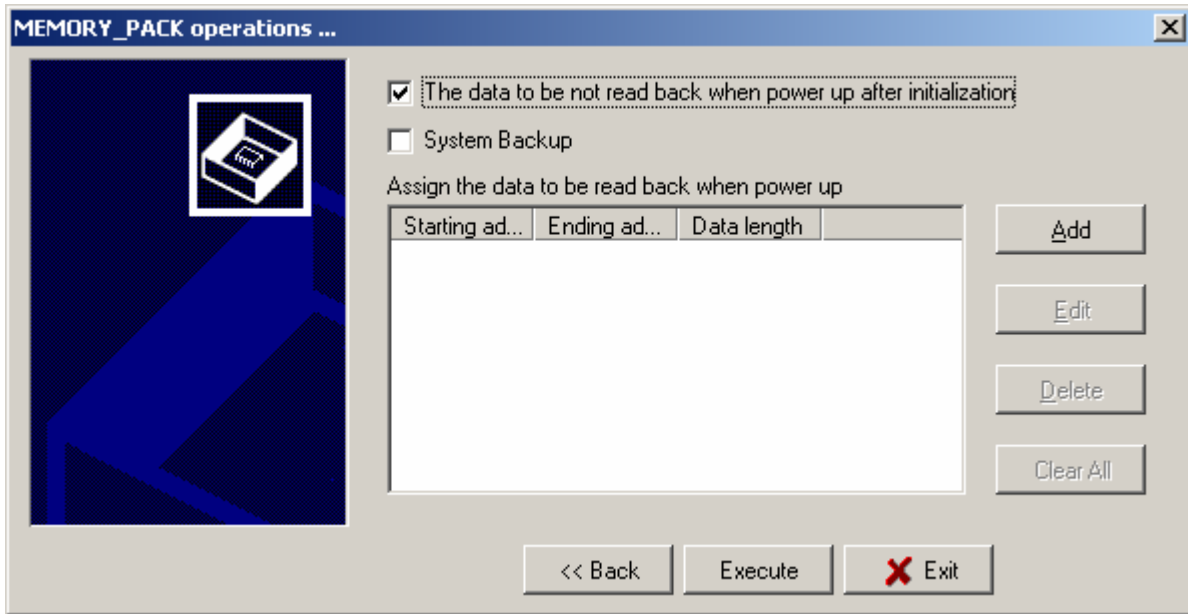 MEMORY_PACK operations ...
The data to be not read back when power up after initialization
System Backup
Assign the data to be read back when power up
Starting ad... Ending ad... Data length
Add
Edit
Delete
Clear All
<< Back Execute Exit